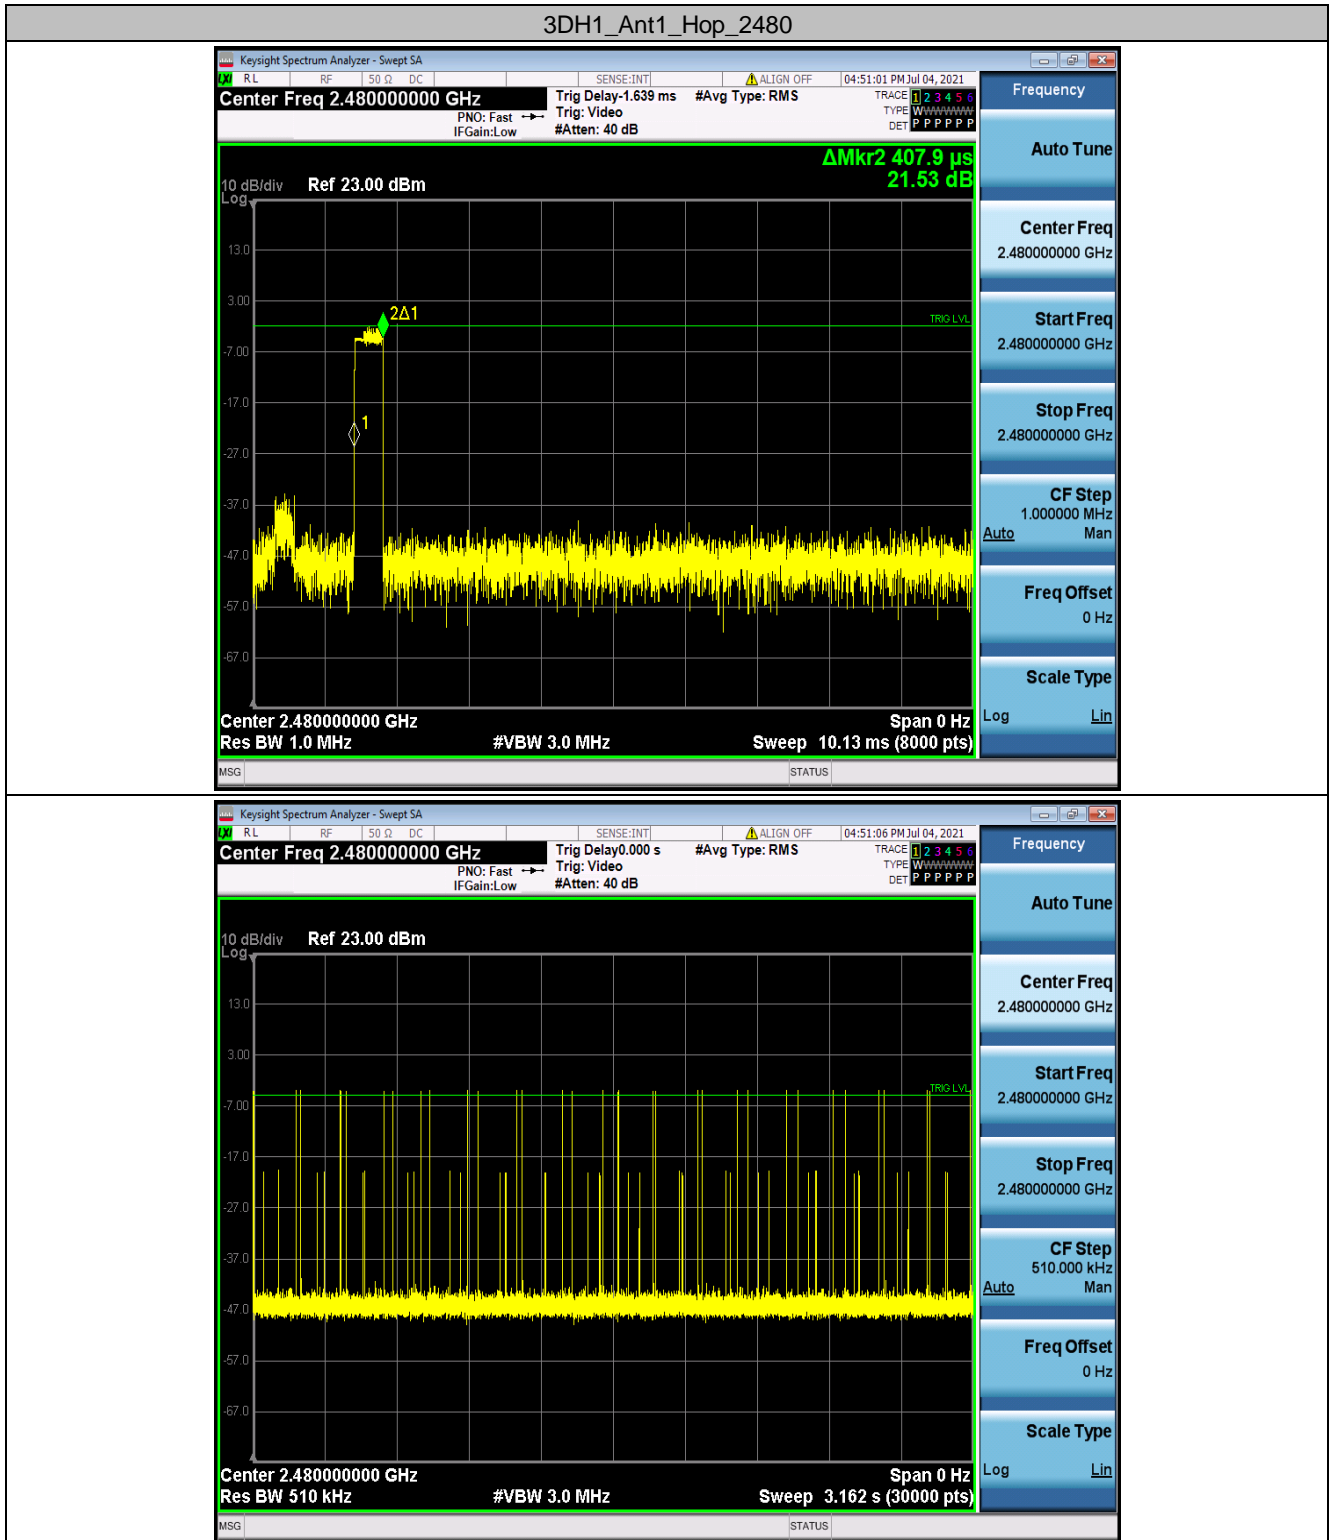 3DH1_Ant1_Hop_2480
Keysight Spectrum Analyzer - Swept SA
LXI RL RF 50 Ω DC SENSE:INT ALIGN OFF 04:51:01 PM Jul 04, 2021
Center Freq 2.480000000 GHz
PNO: Fast
IFGain:Low
Trig Delay-1.639 ms
Trig: Video
#Atten: 40 dB
#Avg Type: RMS
TRACE 1 2 3 4 5 6
TYPE WWWWWW
DET P P P P P P
ΔMkr2 407.9 µs
21.53 dB
10 dB/div Ref 23.00 dBm
Log
13.0
3.00
-7.00
-17.0
-27.0
-37.0
-47.0
-57.0
-67.0
2Δ1
1
TRIG LVL
Center 2.480000000 GHz Span 0 Hz
Res BW 1.0 MHz #VBW 3.0 MHz Sweep 10.13 ms (8000 pts)
MSG STATUS
Frequency
Auto Tune
Center Freq
2.480000000 GHz
Start Freq
2.480000000 GHz
Stop Freq
2.480000000 GHz
CF Step
1.000000 MHz
Auto Man
Freq Offset
0 Hz
Scale Type
Log Lin
Keysight Spectrum Analyzer - Swept SA
LXI RL RF 50 Ω DC SENSE:INT ALIGN OFF 04:51:06 PM Jul 04, 2021
Center Freq 2.480000000 GHz
PNO: Fast
IFGain:Low
Trig Delay0.000 s
Trig: Video
#Atten: 40 dB
#Avg Type: RMS
TRACE 1 2 3 4 5 6
TYPE WWWWWW
DET P P P P P P
10 dB/div Ref 23.00 dBm
Log
13.0
3.00
-7.00
-17.0
-27.0
-37.0
-47.0
-57.0
-67.0
TRIG LVL
Center 2.480000000 GHz Span 0 Hz
Res BW 510 kHz #VBW 3.0 MHz Sweep 3.162 s (30000 pts)
MSG STATUS
Frequency
Auto Tune
Center Freq
2.480000000 GHz
Start Freq
2.480000000 GHz
Stop Freq
2.480000000 GHz
CF Step
510.000 kHz
Auto Man
Freq Offset
0 Hz
Scale Type
Log Lin